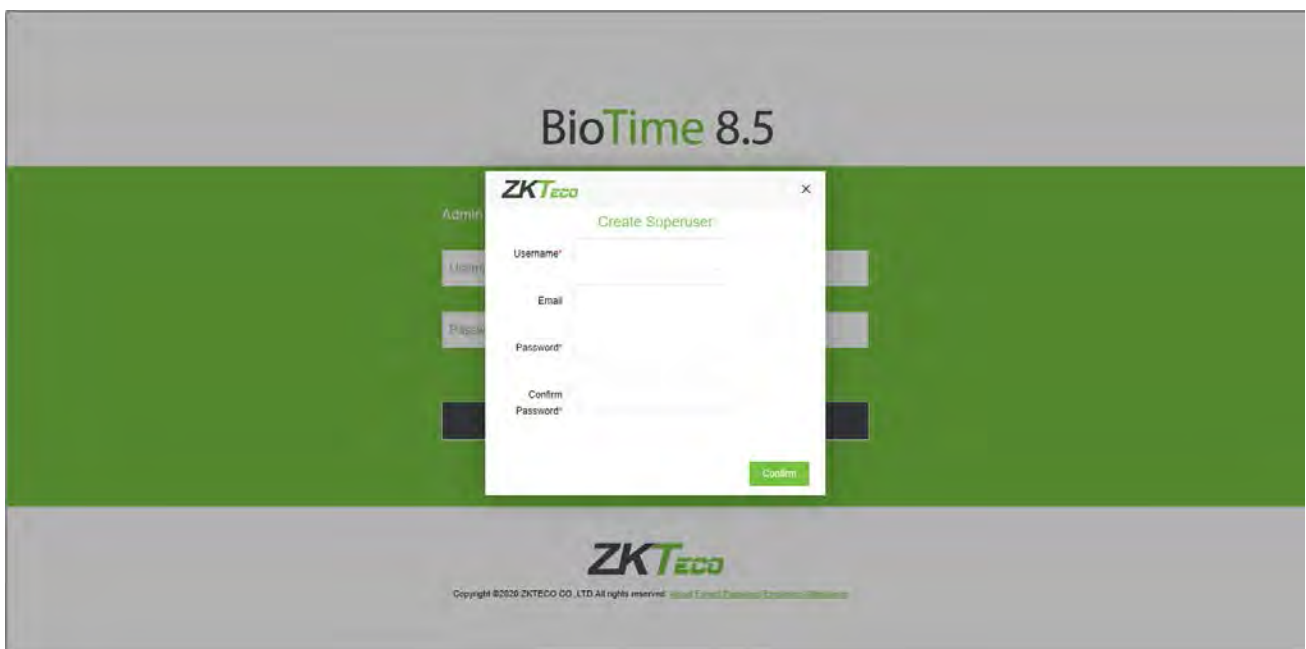 BioTime 8.5
ZKTeco
×
Admin
Create Superuser
Username*
Email
Password*
Confirm
Password*
Confirm
ZKTeco
Copyright ©2020 ZKTECO CO.,LTD All rights reserved.